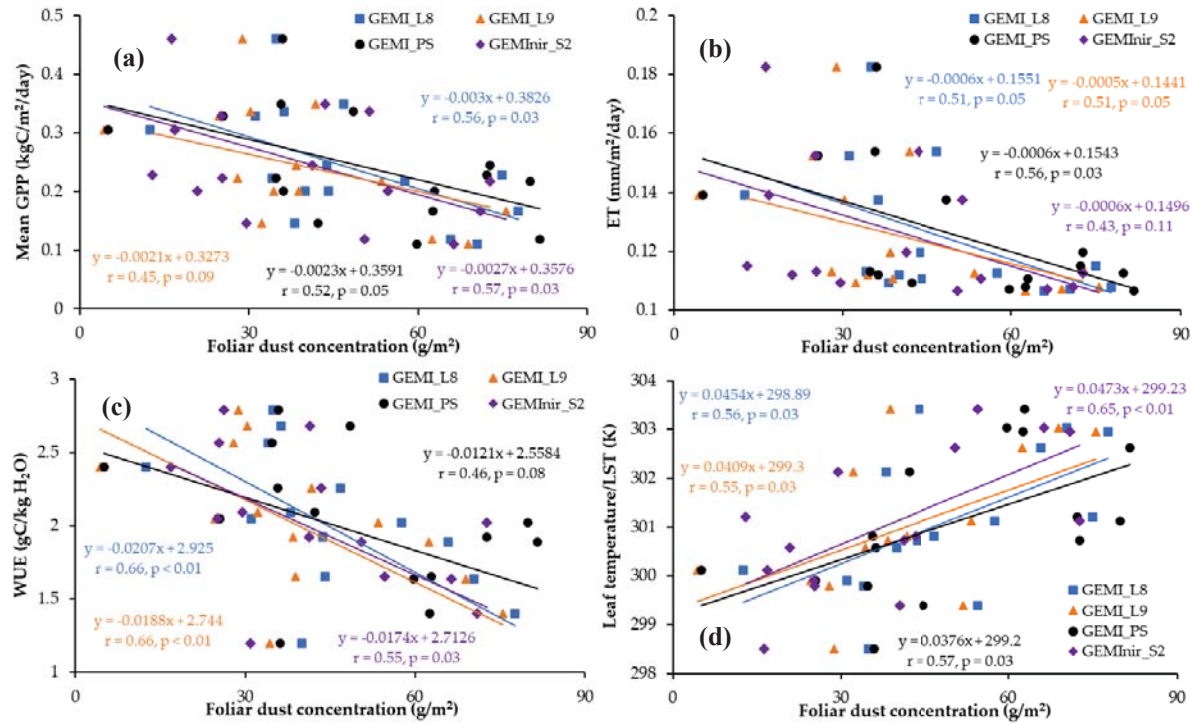 GEMI_L8 GEMI_L9
GEMI_PS GEMInir_S2
(a)
y = -0.003x + 0.3826
r = 0.56, p = 0.03
y = -0.0021x + 0.3273
r = 0.45, p = 0.09
y = -0.0023x + 0.3591
r = 0.52, p = 0.05
y = -0.0027x + 0.3576
r = 0.57, p = 0.03
Mean GPP (kgC/m²/day)
0.5
0.4
0.3
0.2
0.1
0
0 30 60 90
Foliar dust concentration (g/m²)
GEMI_L8 GEMI_L9
GEMI_PS GEMInir_S2
(b)
y = -0.0006x + 0.1551
r = 0.51, p = 0.05
y = -0.0005x + 0.1441
r = 0.51, p = 0.05
y = -0.0006x + 0.1543
r = 0.56, p = 0.03
y = -0.0006x + 0.1496
r = 0.43, p = 0.11
ET (mm/m²/day)
0.2
0.18
0.16
0.14
0.12
0.1
0 30 60 90
Foliar dust concentration (g/m²)
GEMI_L8 GEMI_L9
GEMI_PS GEMInir_S2
(c)
y = -0.0121x + 2.5584
r = 0.46, p = 0.08
y = -0.0207x + 2.925
r = 0.66, p < 0.01
y = -0.0188x + 2.744
r = 0.66, p < 0.01
y = -0.0174x + 2.7126
r = 0.55, p = 0.03
WUE (gC/kg H₂O)
3
2.5
2
1.5
1
0 30 60 90
Foliar dust concentration (g/m²)
y = 0.0454x + 298.89
r = 0.56, p = 0.03
y = 0.0473x + 299.23
r = 0.65, p < 0.01
y = 0.0409x + 299.3
r = 0.55, p = 0.03
y = 0.0376x + 299.2
r = 0.57, p = 0.03
GEMI_L8
GEMI_L9
GEMI_PS
GEMInir_S2
(d)
Leaf temperature/LST (K)
304
303
302
301
300
299
298
0 30 60 90
Foliar dust concentration (g/m²)